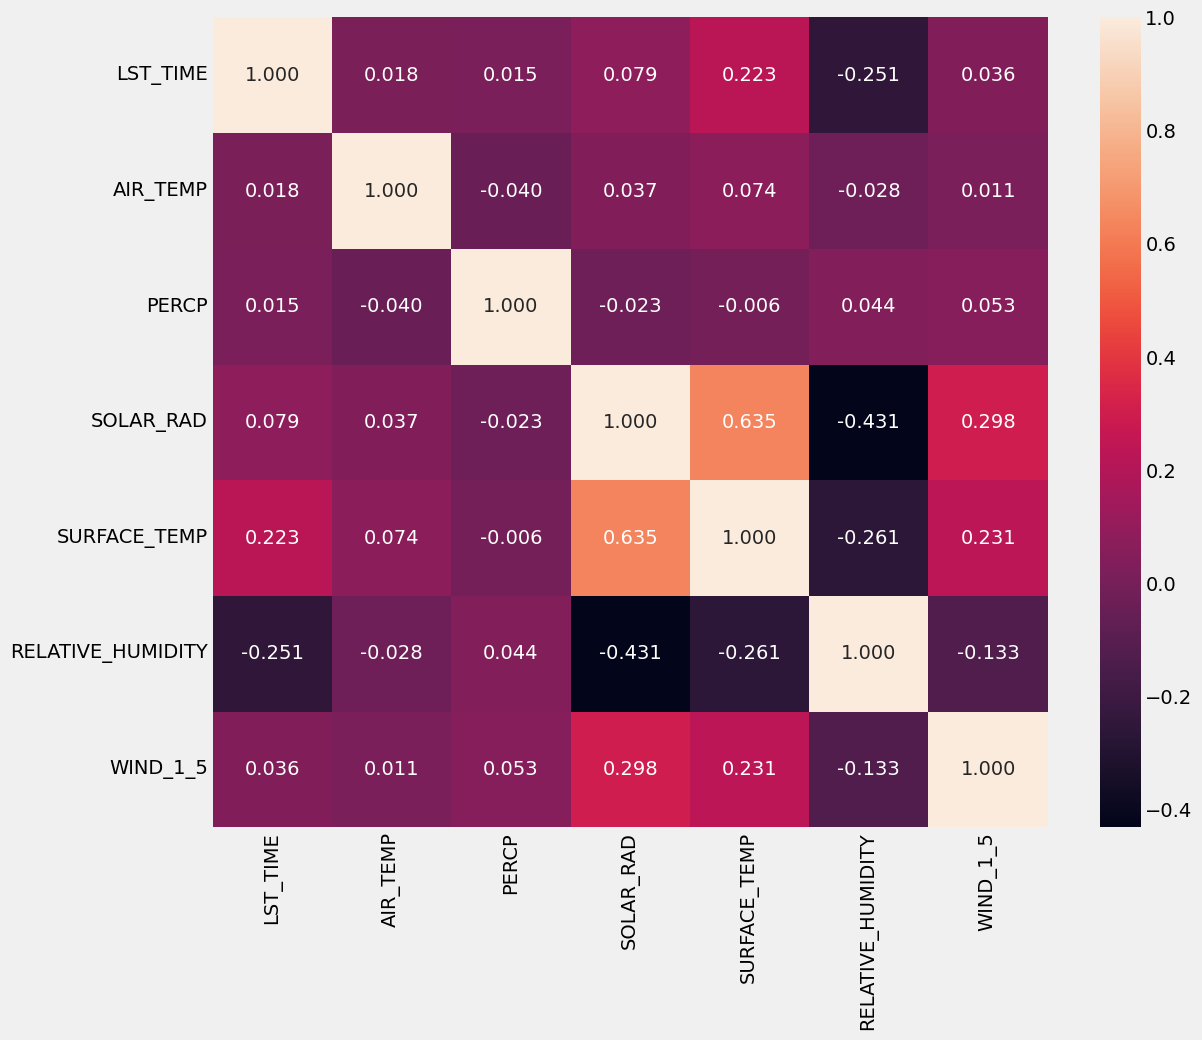 LST_TIME 1.000 0.018 0.015 0.079 0.223 -0.251 0.036
AIR_TEMP 0.018 1.000 -0.040 0.037 0.074 -0.028 0.011
PERCP 0.015 -0.040 1.000 -0.023 -0.006 0.044 0.053
SOLAR_RAD 0.079 0.037 -0.023 1.000 0.635 -0.431 0.298
SURFACE_TEMP 0.223 0.074 -0.006 0.635 1.000 -0.261 0.231
RELATIVE_HUMIDITY -0.251 -0.028 0.044 -0.431 -0.261 1.000 -0.133
WIND_1_5 0.036 0.011 0.053 0.298 0.231 -0.133 1.000
LST_TIME
AIR_TEMP
PERCP
SOLAR_RAD
SURFACE_TEMP
RELATIVE_HUMIDITY
WIND_1_5
1.0
0.8
0.6
0.4
0.2
0.0
−0.2
−0.4